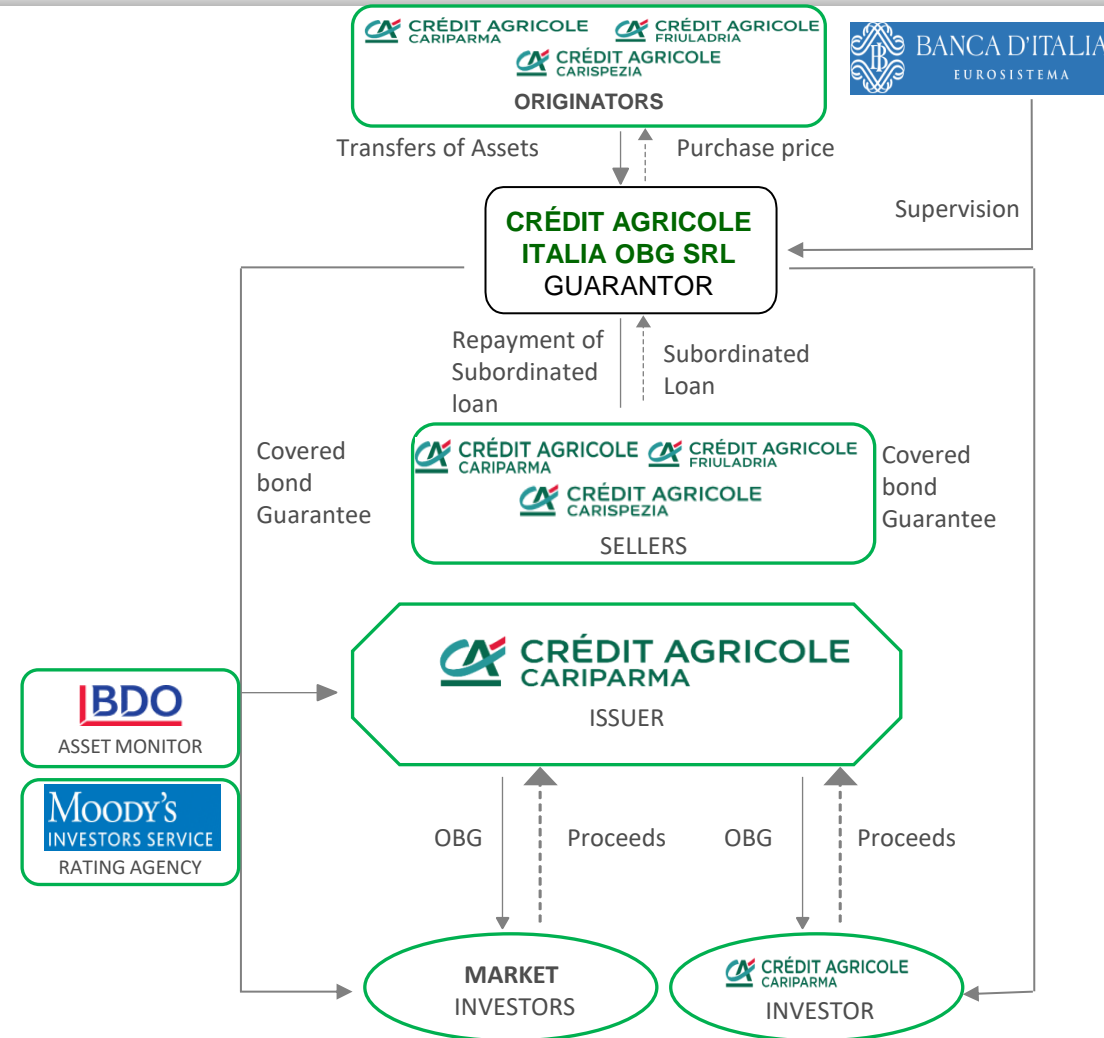 CRÉDIT AGRICOLE
CARIPARMA
CRÉDIT AGRICOLE
FRIULADRIA
CRÉDIT AGRICOLE
CARISPEZIA
ORIGINATORS
BANCA D'ITALIA
EUROSISTEMA
Transfers of Assets
Purchase price
Supervision
CRÉDIT AGRICOLE
ITALIA OBG SRL
GUARANTOR
Repayment of
Subordinated
loan
Subordinated
Loan
Covered
bond
Guarantee
CRÉDIT AGRICOLE
CARIPARMA
CRÉDIT AGRICOLE
FRIULADRIA
CRÉDIT AGRICOLE
CARISPEZIA
SELLERS
Covered
bond
Guarantee
CRÉDIT AGRICOLE
CARIPARMA
ISSUER
BDO
ASSET MONITOR
MOODY'S
INVESTORS SERVICE
RATING AGENCY
OBG
Proceeds
OBG
Proceeds
MARKET
INVESTORS
CRÉDIT AGRICOLE
CARIPARMA
INVESTOR